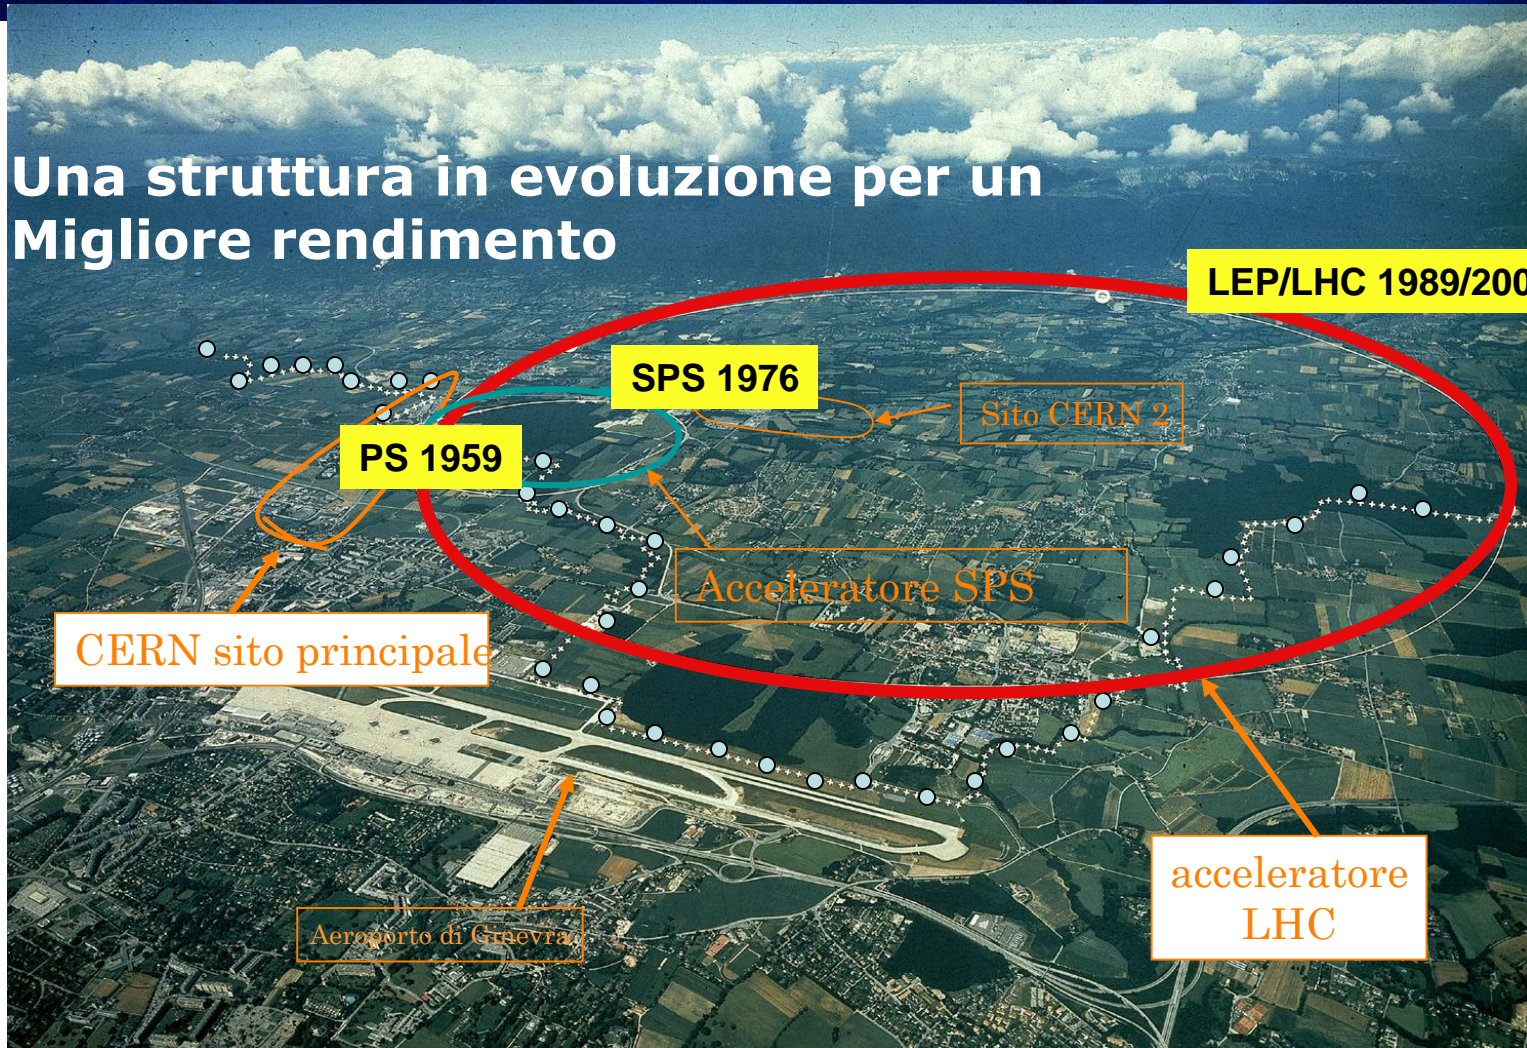 Una struttura in evoluzione per un
Migliore rendimento
LEP/LHC 1989/200
SPS 1976
Sito CERN 2
PS 1959
Acceleratore SPS
CERN sito principale
acceleratore
LHC
Aeroporto di Ginevra